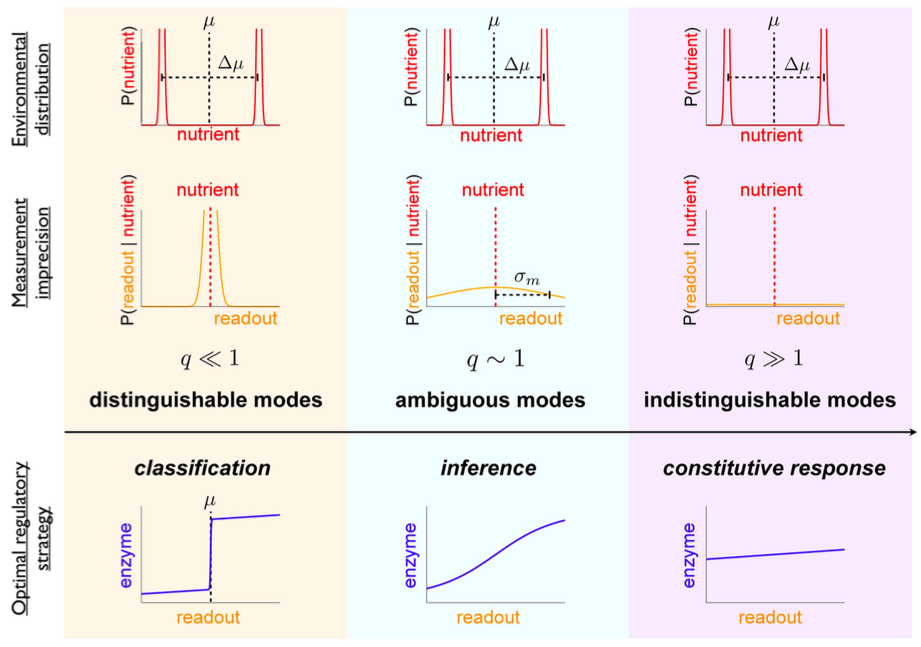 Environmental
distribution
P(nutrient)
μ
Δμ
nutrient
P(nutrient)
μ
Δμ
nutrient
P(nutrient)
μ
Δμ
nutrient
Measurement
imprecision
P(readout | nutrient)
nutrient
readout
P(readout | nutrient)
nutrient
σₘ
readout
P(readout | nutrient)
nutrient
readout
q ≪ 1
q ∼ 1
q ≫ 1
distinguishable modes
ambiguous modes
indistinguishable modes
Optimal regulatory
strategy
classification
inference
constitutive response
μ
enzyme
readout
enzyme
readout
enzyme
readout